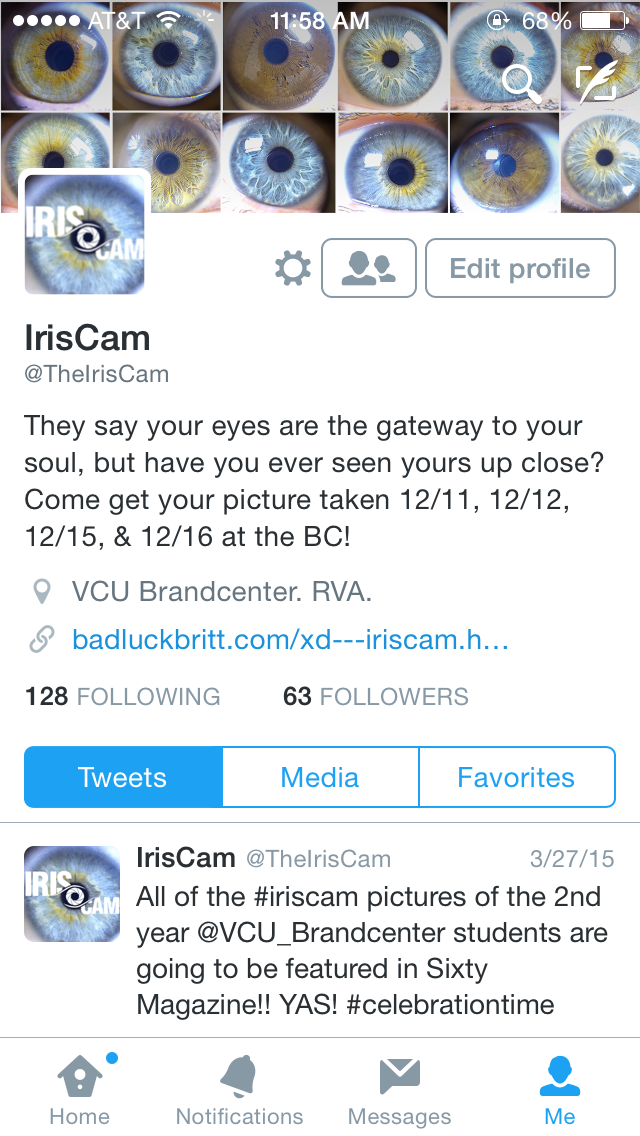 AT&T 11:58 AM 68%
IRIS
CAM
Edit profile
IrisCam
@TheIrisCam
They say your eyes are the gateway to your
soul, but have you ever seen yours up close?
Come get your picture taken 12/11, 12/12,
12/15, & 12/16 at the BC!
VCU Brandcenter. RVA.
badluckbritt.com/xd---iriscam.h...
128 FOLLOWING 63 FOLLOWERS
Tweets Media Favorites
IRIS
CAM
IrisCam @TheIrisCam 3/27/15
All of the #iriscam pictures of the 2nd
year @VCU_Brandcenter students are
going to be featured in Sixty
Magazine!! YAS! #celebrationtime
Home Notifications Messages Me